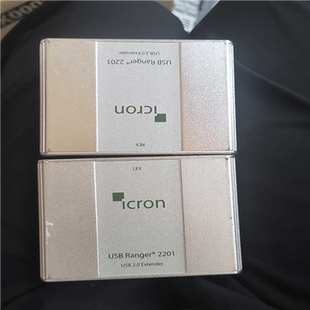 USB 2.0 Extender
USB Ranger® 2201
icron
REX
LEX
icron
USB Ranger® 2201
USB 2.0 Extender